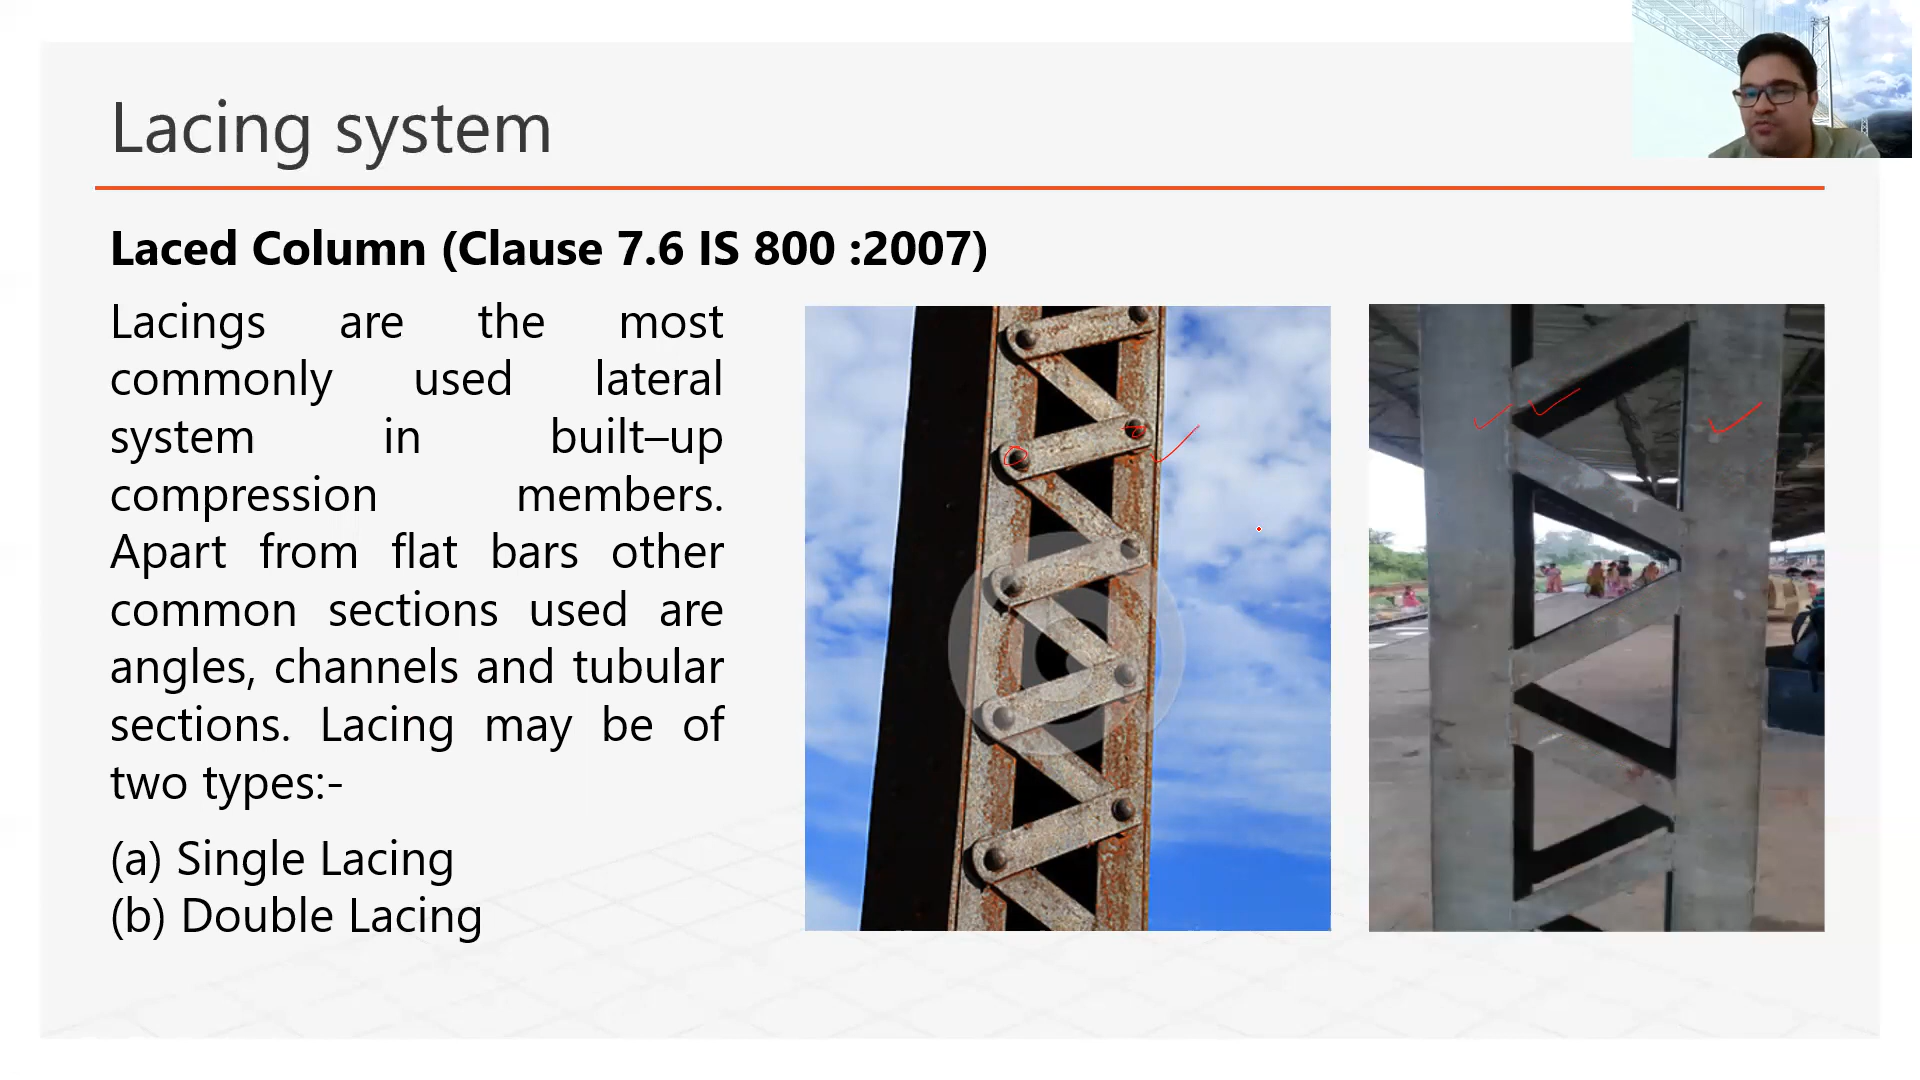 Lacing system
Laced Column (Clause 7.6 IS 800 :2007)
Lacings are the most
commonly used lateral
system in built–up
compression members.
Apart from flat bars other
common sections used are
angles, channels and tubular
sections. Lacing may be of
two types:-
(a) Single Lacing
(b) Double Lacing